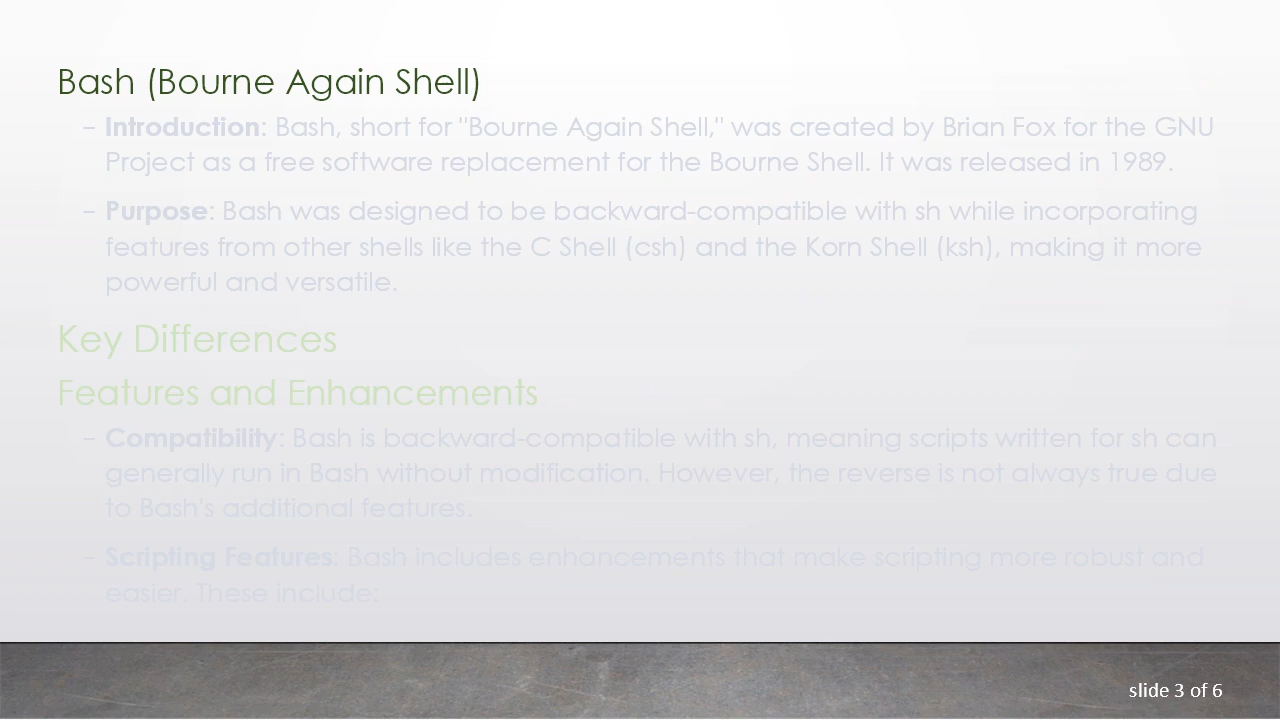 Bash (Bourne Again Shell)
– Introduction: Bash, short for "Bourne Again Shell," was created by Brian Fox for the GNU
Project as a free software replacement for the Bourne Shell. It was released in 1989.
– Purpose: Bash was designed to be backward-compatible with sh while incorporating
features from other shells like the C Shell (csh) and the Korn Shell (ksh), making it more
powerful and versatile.
Key Differences
Features and Enhancements
– Compatibility: Bash is backward-compatible with sh, meaning scripts written for sh can
generally run in Bash without modification. However, the reverse is not always true due
to Bash's additional features.
– Scripting Features: Bash includes enhancements that make scripting more robust and
easier. These include:
slide 3 of 6